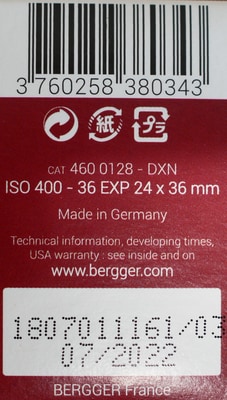 3 760258 380343
紙 プラ
CAT 460 0128 - DXN
ISO 400 - 36 EXP 24 x 36 mm
Made in Germany
Technical information, developing times,
USA warranty : see inside and on
www.bergger.com
1807011161/03
07/2022
BERGGER France